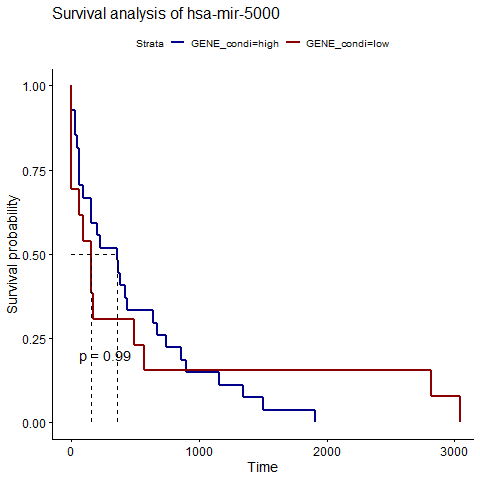 Survival analysis of hsa-mir-5000
Strata GENE_condi=high GENE_condi=low
Survival probability
1.00
0.75
0.50
0.25
0.00
p = 0.99
0 1000 2000 3000
Time